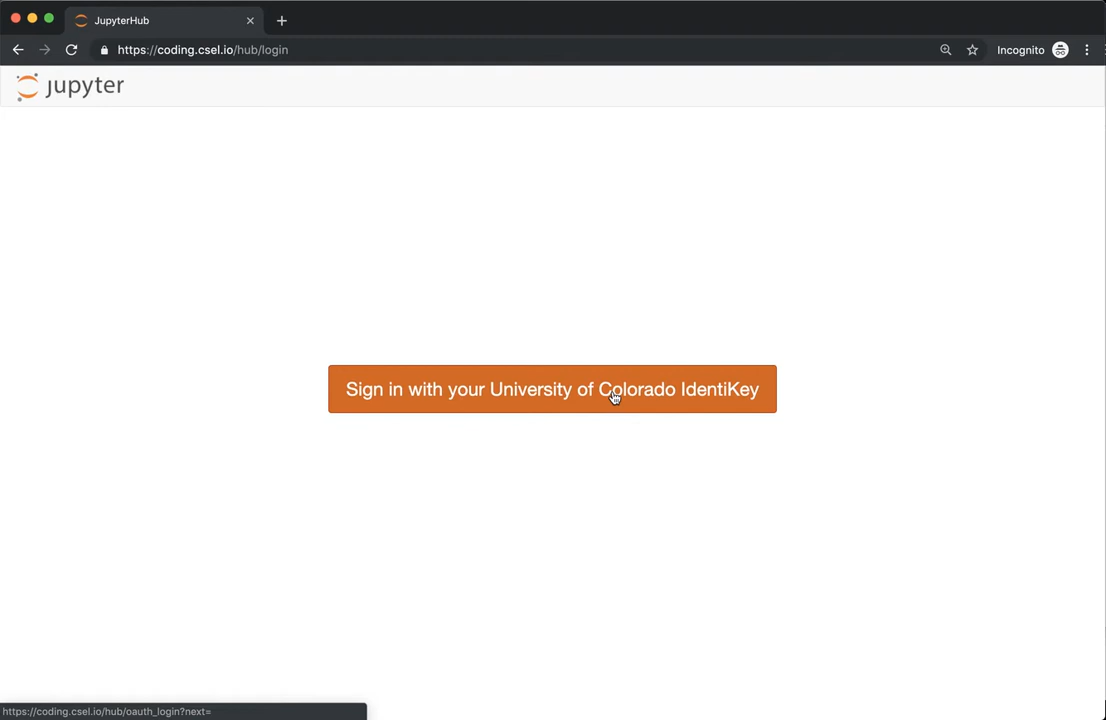 JupyterHub
https://coding.csel.io/hub/login
Incognito
jupyter
Sign in with your University of Colorado IdentiKey
https://coding.csel.io/hub/oauth_login?next=